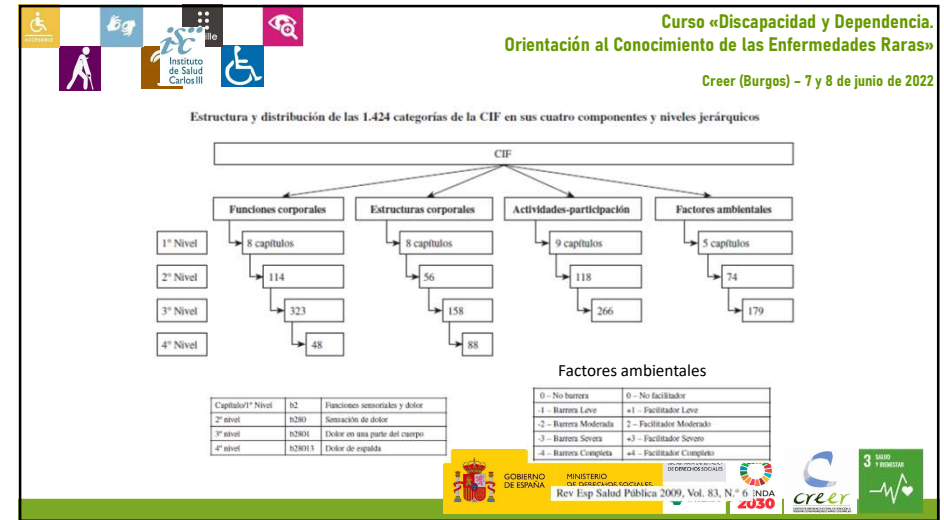 ACCESSIBLE
ille
isc
Instituto
de Salud
Carlos III
Curso «Discapacidad y Dependencia.
Orientación al Conocimiento de las Enfermedades Raras»
Creer (Burgos) – 7 y 8 de junio de 2022
Estructura y distribución de las 1.424 categorías de la CIF en sus cuatro componentes y niveles jerárquicos
CIF
Funciones corporales Estructuras corporales Actividades-participación Factores ambientales
1º Nivel 8 capítulos 8 capítulos 9 capítulos 5 capítulos
2º Nivel 114 56 118 74
3º Nivel 323 158 266 179
4º Nivel 48 88
Factores ambientales
Capítulo/1º Nivel b2 Funciones sensoriales y dolor
2º nivel b280 Sensación de dolor
3º nivel b2801 Dolor en una parte del cuerpo
4º nivel b28013 Dolor de espalda
0 – No barrera 0 – No facilitador
-1 – Barrera Leve +1 – Facilitador Leve
-2 – Barrera Moderada 2 – Facilitador Moderado
-3 – Barrera Severa +3 – Facilitador Severo
-4 – Barrera Completa +4 – Facilitador Completo
GOBIERNO
DE ESPAÑA
MINISTERIO
DE DERECHOS SOCIALES
DE DERECHOS SOCIALES
Rev Esp Salud Pública 2009, Vol. 83, N.º 6
NDA
2030
creer
3 SALUD
Y BIENESTAR